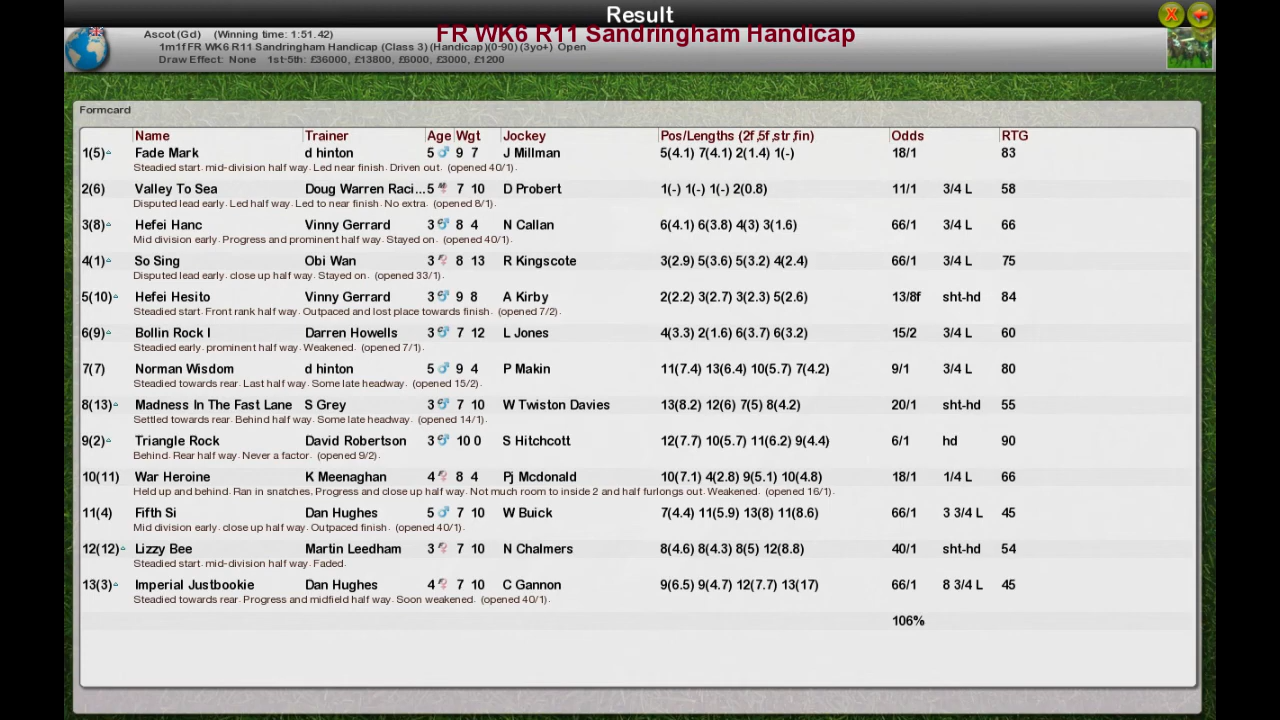 Result
FR WK6 R11 Sandringham Handicap
Ascot (Gd) (Winning time: 1:51.42)
1m1f FR WK6 R11 Sandringham Handicap (Class 3) (Handicap)(0-90) (3yo+) Open
Draw Effect: None 1st-5th: £36000, £13800, £6000, £3000, £1200
Formcard
Name Trainer Age Wgt Jockey Pos/Lengths (2f,5f,str,fin) Odds RTG
1(5) Fade Mark d hinton 5 9 7 J Millman 5(4.1) 7(4.1) 2(1.4) 1(-) 18/1 83
Steadied start. mid-division half way. Led near finish. Driven out. (opened 40/1).
2(6) Valley To Sea Doug Warren Raci... 5 7 10 D Probert 1(-) 1(-) 1(-) 2(0.8) 11/1 3/4 L 58
Disputed lead early. Led half way. Led to near finish. No extra. (opened 8/1).
3(8) Hefei Hanc Vinny Gerrard 3 8 4 N Callan 6(4.1) 6(3.8) 4(3) 3(1.6) 66/1 3/4 L 66
Mid division early. Progress and prominent half way. Stayed on. (opened 40/1).
4(1) So Sing Obi Wan 3 8 13 R Kingscote 3(2.9) 5(3.6) 5(3.2) 4(2.4) 66/1 3/4 L 75
Disputed lead early. close up half way. Stayed on. (opened 33/1).
5(10) Hefei Hesito Vinny Gerrard 3 9 8 A Kirby 2(2.2) 3(2.7) 3(2.3) 5(2.6) 13/8f sht-hd 84
Steadied start. Front rank half way. Outpaced and lost place towards finish. (opened 7/2).
6(9) Bollin Rock I Darren Howells 3 7 12 L Jones 4(3.3) 2(1.6) 6(3.7) 6(3.2) 15/2 3/4 L 60
Steadied early. prominent half way. Weakened. (opened 7/1).
7(7) Norman Wisdom d hinton 5 9 4 P Makin 11(7.4) 13(6.4) 10(5.7) 7(4.2) 9/1 3/4 L 80
Steadied towards rear. Last half way. Some late headway. (opened 15/2).
8(13) Madness In The Fast Lane S Grey 3 7 10 W Twiston Davies 13(8.2) 12(6) 7(5) 8(4.2) 20/1 sht-hd 55
Settled towards rear. Behind half way. Some late headway. (opened 14/1).
9(2) Triangle Rock David Robertson 3 10 0 S Hitchcott 12(7.7) 10(5.7) 11(6.2) 9(4.4) 6/1 hd 90
Behind. Rear half way. Never a factor. (opened 9/2).
10(11) War Heroine K Meenaghan 4 8 4 Pj Mcdonald 10(7.1) 4(2.8) 9(5.1) 10(4.8) 18/1 1/4 L 66
Held up and behind. Ran in snatches, Progress and close up half way. Not much room to inside 2 and half furlongs out. Weakened. (opened 16/1).
11(4) Fifth Si Dan Hughes 5 7 10 W Buick 7(4.4) 11(5.9) 13(8) 11(8.6) 66/1 3 3/4 L 45
Mid division early. close up half way. Outpaced finish. (opened 40/1).
12(12) Lizzy Bee Martin Leedham 3 7 10 N Chalmers 8(4.6) 8(4.3) 8(5) 12(8.8) 40/1 sht-hd 54
Steadied start. mid-division half way. Faded.
13(3) Imperial Justbookie Dan Hughes 4 7 10 C Gannon 9(6.5) 9(4.7) 12(7.7) 13(17) 66/1 8 3/4 L 45
Steadied towards rear. Progress and midfield half way. Soon weakened. (opened 40/1).
106%